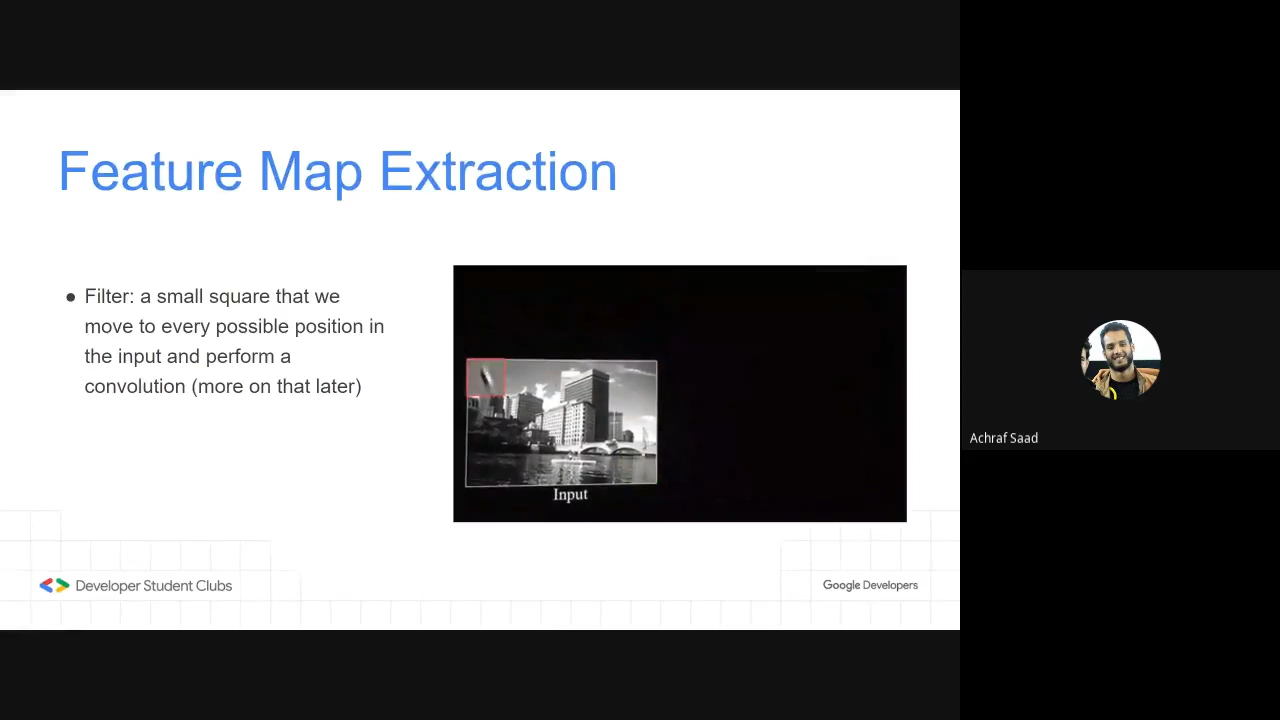 Feature Map Extraction
● Filter: a small square that we
move to every possible position in
the input and perform a
convolution (more on that later)
Input
Achraf Saad
Developer Student Clubs
Google Developers